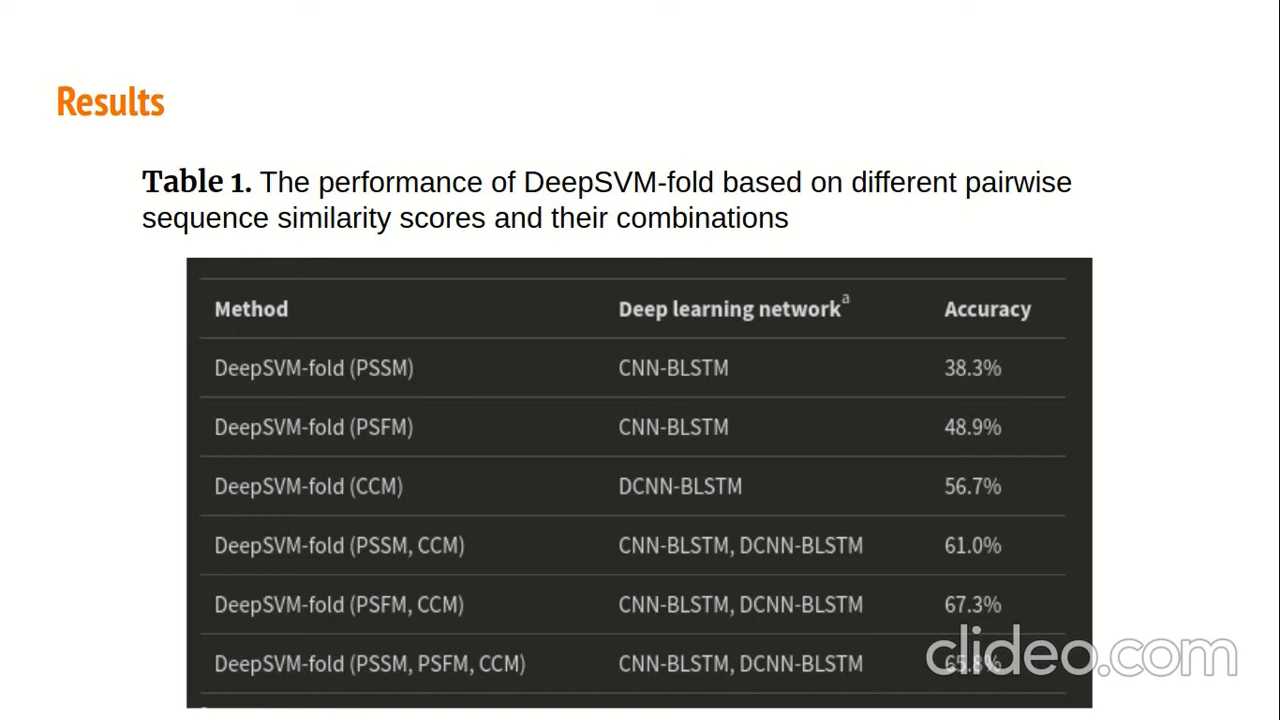 Results
Table 1. The performance of DeepSVM-fold based on different pairwise
sequence similarity scores and their combinations
Method Deep learning networkᵃ Accuracy
DeepSVM-fold (PSSM) CNN-BLSTM 38.3%
DeepSVM-fold (PSFM) CNN-BLSTM 48.9%
DeepSVM-fold (CCM) DCNN-BLSTM 56.7%
DeepSVM-fold (PSSM, CCM) CNN-BLSTM, DCNN-BLSTM 61.0%
DeepSVM-fold (PSFM, CCM) CNN-BLSTM, DCNN-BLSTM 67.3%
DeepSVM-fold (PSSM, PSFM, CCM) CNN-BLSTM, DCNN-BLSTM 65.8%
clideo.com